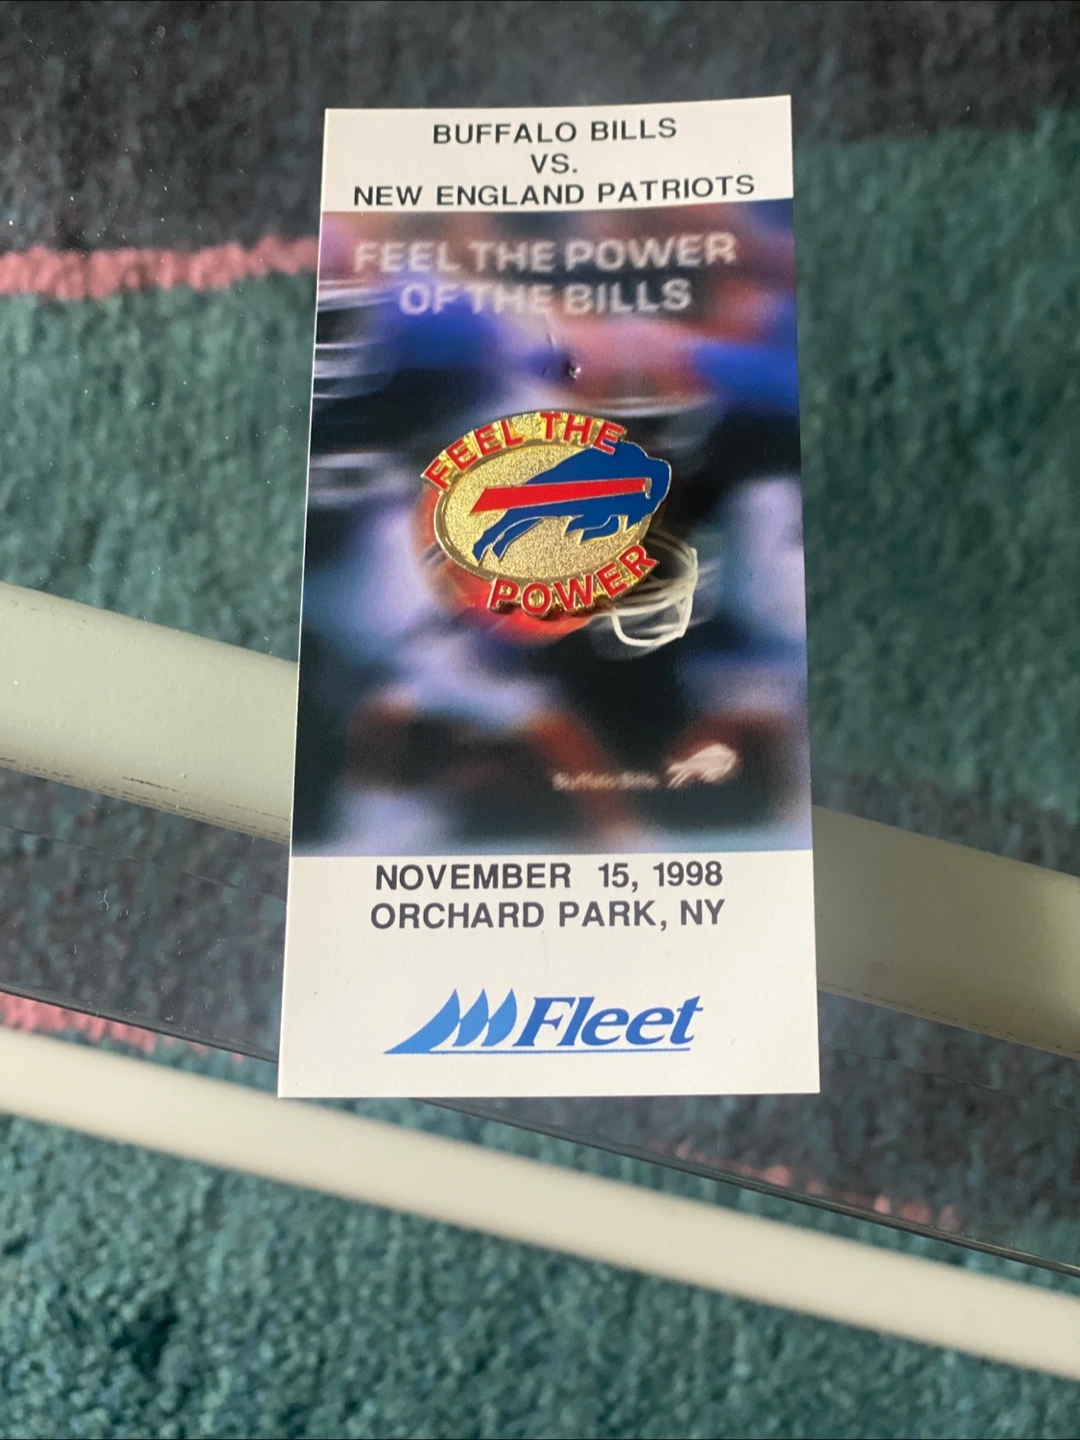 BUFFALO BILLS
VS.
NEW ENGLAND PATRIOTS
FEEL THE POWER
OF THE BILLS
FEEL THE
POWER
Buffalo Bills
NOVEMBER 15, 1998
ORCHARD PARK, NY
Fleet